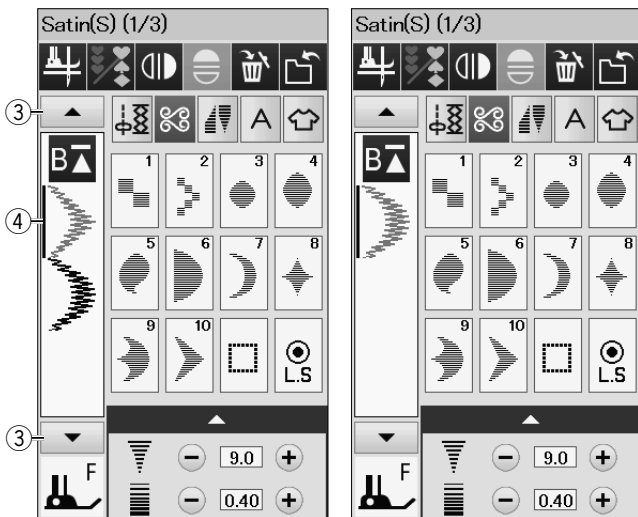 Satin(S) (1/3)
③
A
B
1 2 3 4
④
5 6 7 8
9 10
L.S
③
9.0
F
0.40
Satin(S) (1/3)
A
B
1 2 3 4
5 6 7 8
9 10
L.S
9.0
F
0.40